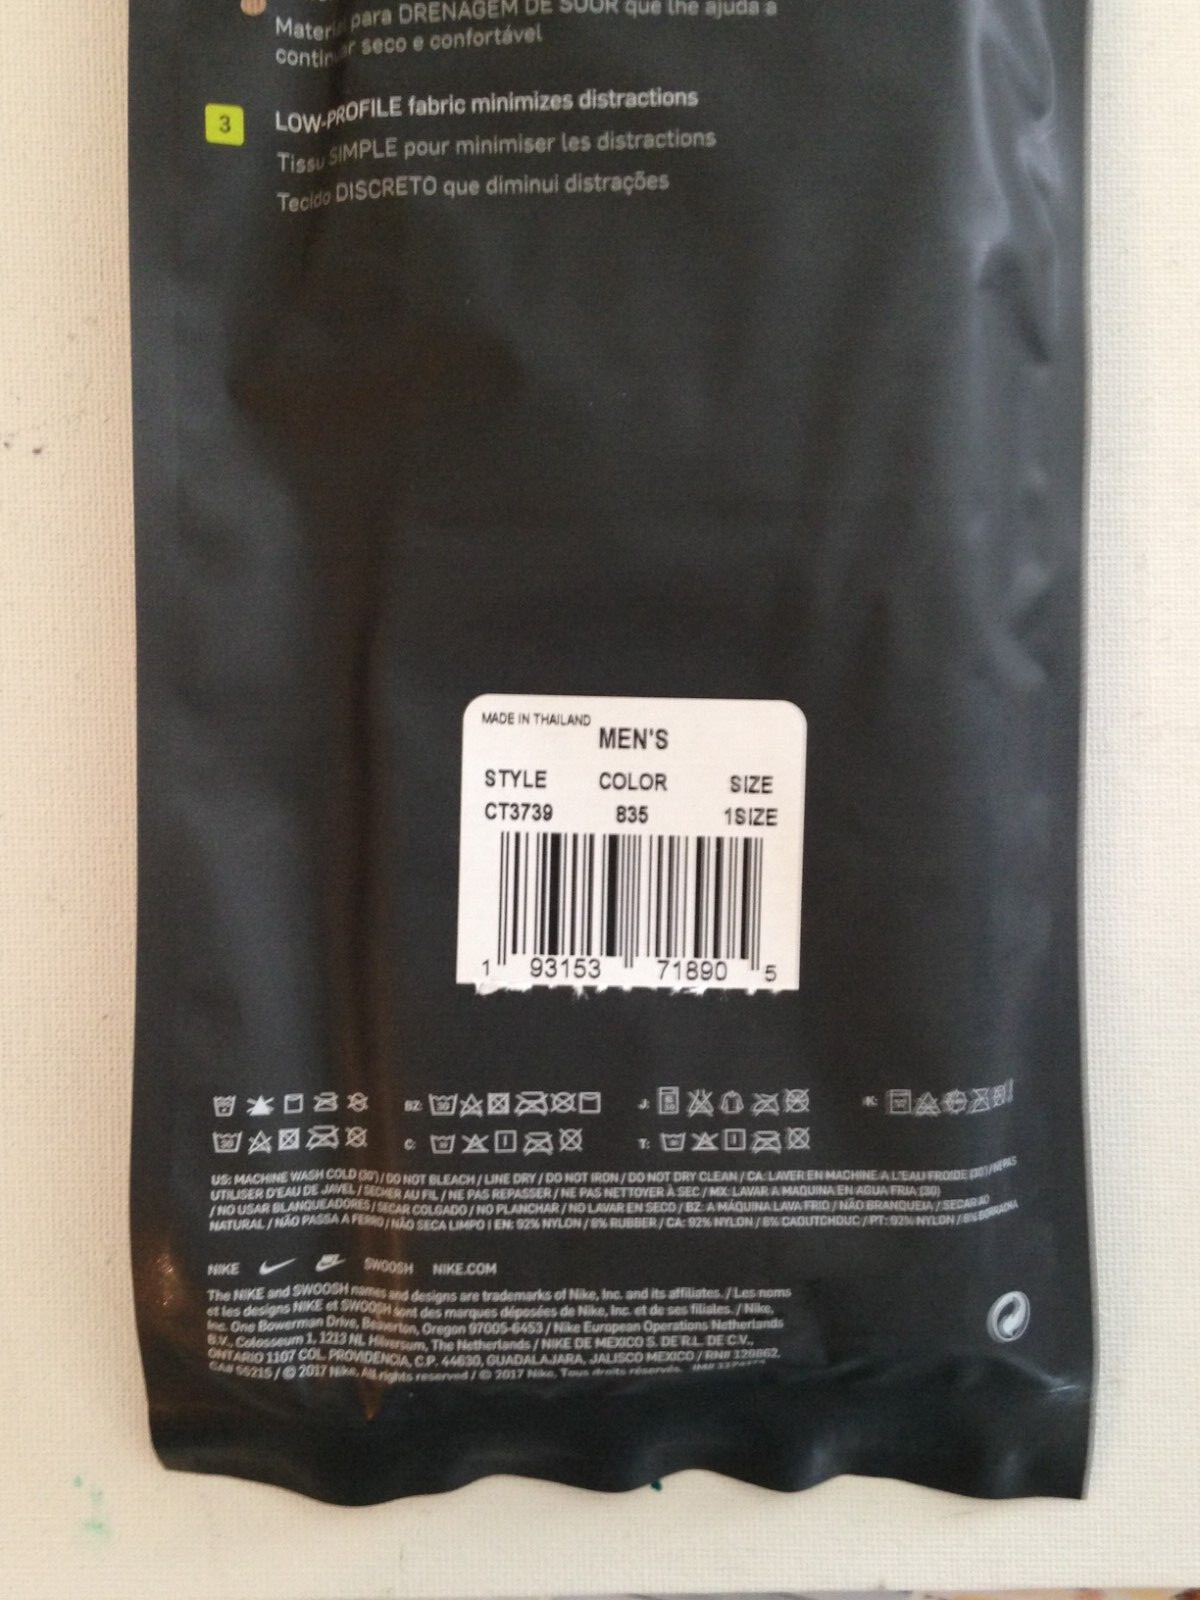 Material para DRENAGEM DE SUOR que lhe ajuda a
continuar seco e confortável
3
LOW-PROFILE fabric minimizes distractions
Tissu SIMPLE pour minimiser les distractions
Tecido DISCRETO que diminui distrações
MADE IN THAILAND
MEN'S
STYLE COLOR SIZE
CT3739 835 1SIZE
1 93153 71890 5
BZ: J: K:
C: T:
US: MACHINE WASH COLD (30°) / DO NOT BLEACH / LINE DRY / DO NOT IRON / DO NOT DRY CLEAN / CA: LAVER EN MACHINE A L'EAU FROIDE (30°) / NE PAS
UTILISER D'EAU DE JAVEL / SECHER AU FIL / NE PAS REPASSER / NE PAS NETTOYER À SEC / MX: LAVAR A MAQUINA EN AGUA FRIA (30)
/ NO USAR BLANQUEADORES / SECAR COLGADO / NO PLANCHAR / NO LAVAR EN SECO / BZ: A MÁQUINA LAVA FRIO / NÃO BRANQUEIA / SECAR AO
NATURAL / NÃO PASSA A FERRO / NÃO SECA LIMPO | EN: 92% NYLON / 8% RUBBER / CA: 92% NYLON / 8% CAOUTCHOUC / PT: 92% NYLON / 8% BORRACHA
NIKE SWOOSH NIKE.COM
The NIKE and SWOOSH names and designs are trademarks of Nike, Inc. and its affiliates. / Les noms
et les designs NIKE et SWOOSH sont des marques déposées de Nike, Inc. et de ses filiales. / Nike,
Inc. One Bowerman Drive, Beaverton, Oregon 97005-6453 / Nike European Operations Netherlands
B.V., Colosseum 1, 1213 NL Hilversum, The Netherlands / NIKE DE MEXICO S. DE R.L. DE C.V.,
ONTARIO 1107 COL. PROVIDENCIA, C.P. 44630, GUADALAJARA, JALISCO MEXICO / RN# 129862.
CA# 55215 / © 2017 Nike, All rights reserved / © 2017 Nike, Tous droits réservés.